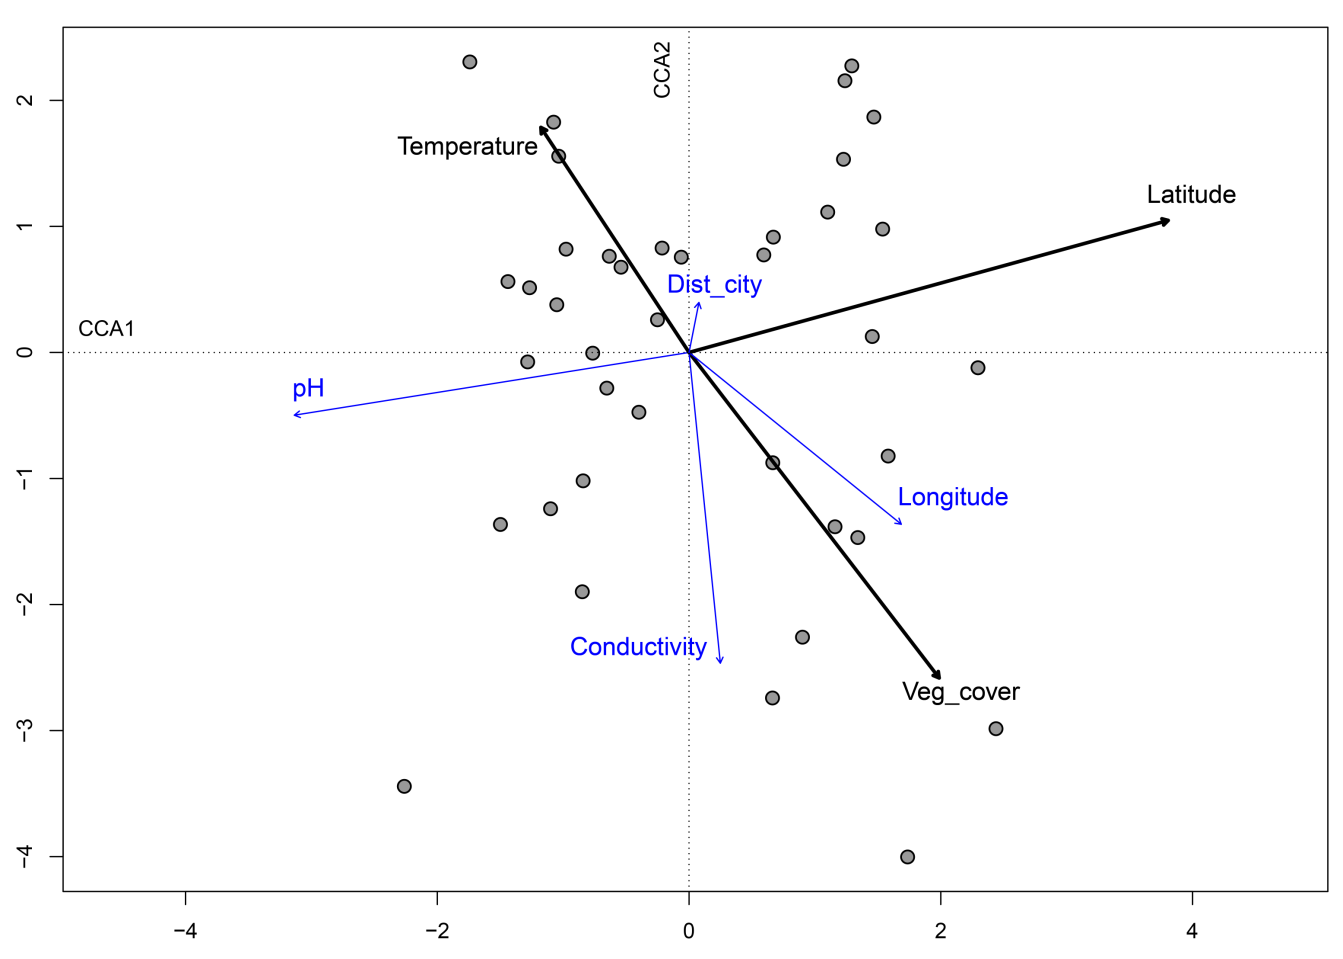 CCA2
Temperature
Latitude
Dist_city
CCA1
pH
Longitude
Conductivity
Veg_cover
2
1
0
−1
−2
−3
−4
−4
−2
0
2
4